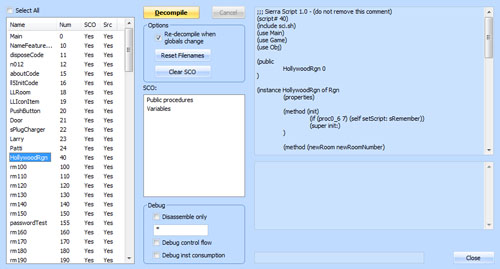 Select All
Name Num SCO Src
Main 0 Yes Yes
NameFeature... 10 Yes Yes
disposeCode 11 Yes Yes
n012 12 Yes Yes
aboutCode 15 Yes Yes
llSInitCode 16 Yes Yes
LLRoom 18 Yes Yes
LLIconItem 19 Yes Yes
PushButton 20 Yes Yes
Door 21 Yes Yes
sPlugCharger 22 Yes Yes
Larry 23 Yes Yes
Patti 24 Yes Yes
HollywoodRgn 40 Yes Yes
rm100 100 Yes Yes
rm110 110 Yes Yes
rm120 120 Yes Yes
rm130 130 Yes Yes
rm140 140 Yes Yes
rm150 150 Yes Yes
passwordTest 155 Yes Yes
rm160 160 Yes Yes
rm170 170 Yes Yes
rm180 180 Yes Yes
rm190 190 Yes Yes
Decompile
Cancel
Options
Re-decompile when
globals change
Reset Filenames
Clear SCO
SCO:
Public procedures
Variables
Debug
Disassemble only
*
Debug control flow
Debug inst consumption
;;; Sierra Script 1.0 - (do not remove this comment)
(script# 40)
(include sci.sh)
(use Main)
(use Game)
(use Obj)
(public
HollywoodRgn 0
)
(instance HollywoodRgn of Rgn
(properties)
(method (init)
(if (proc0_6 7) (self setScript: sRemember))
(super init:)
)
(method (newRoom newRoomNumber)
Close